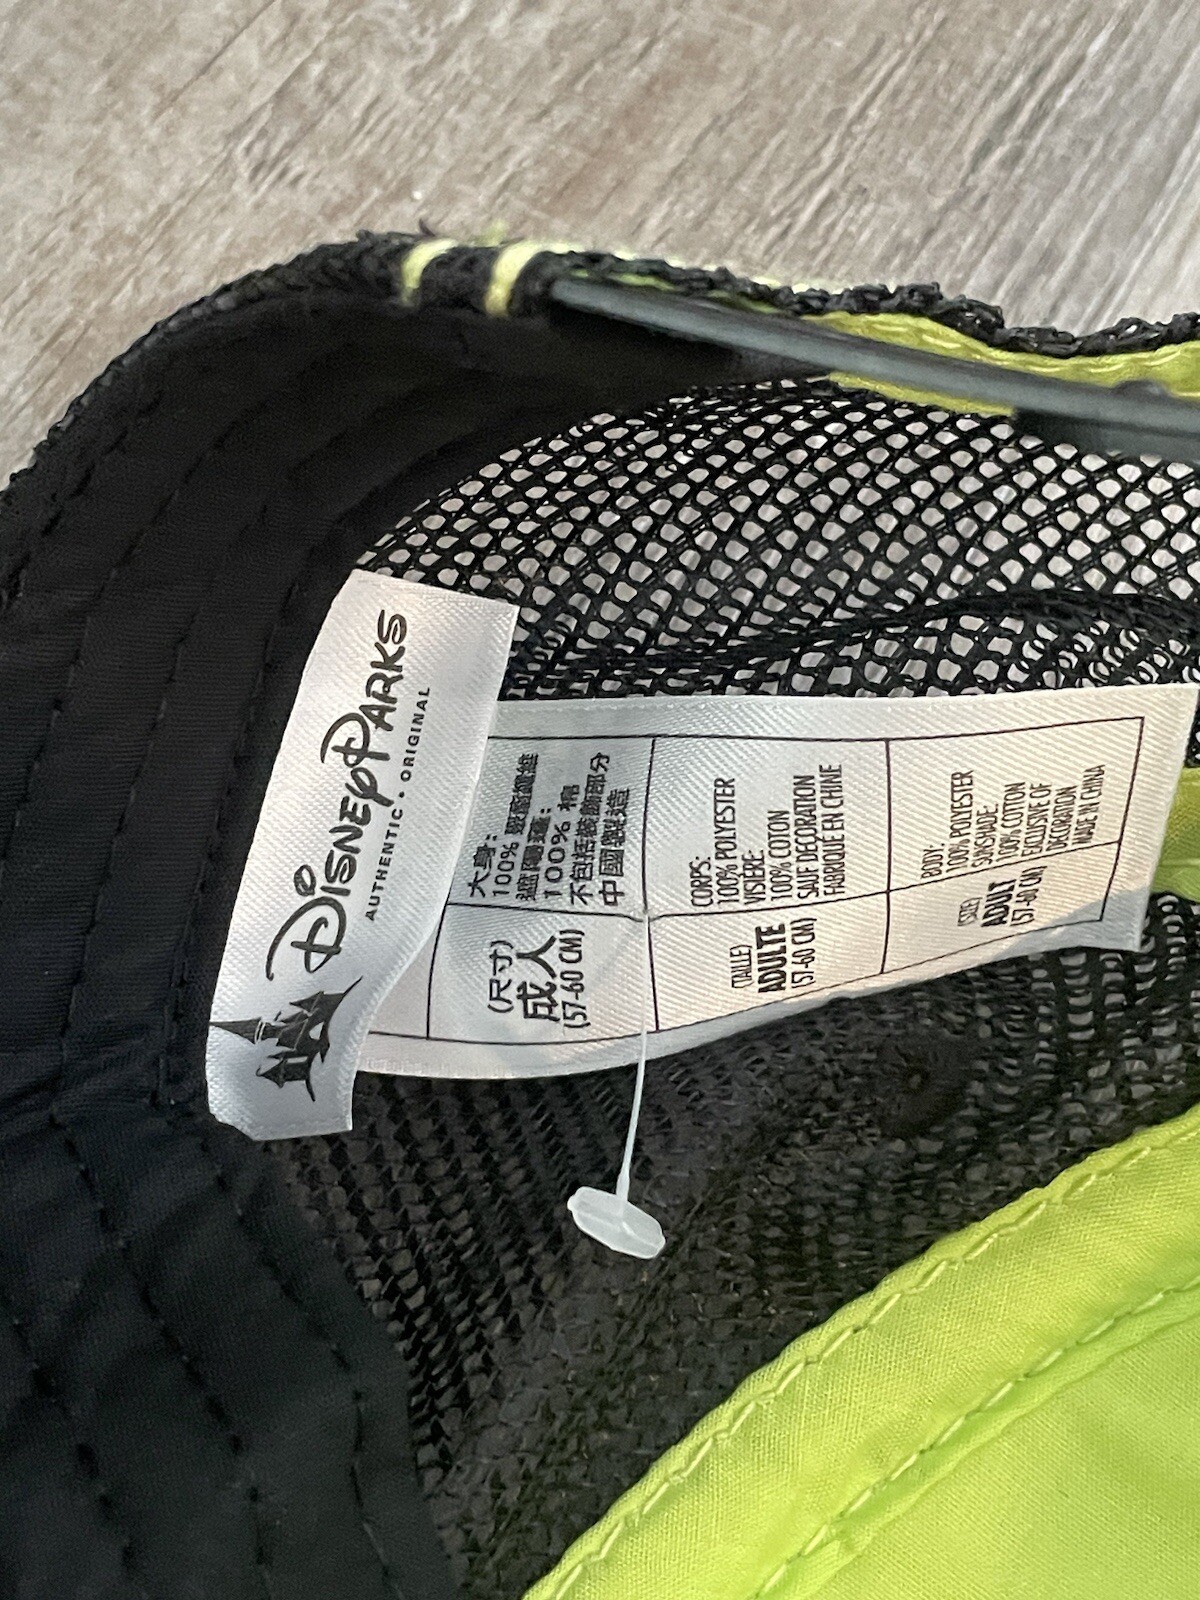 DISNEY PARKS
AUTHENTIC • ORIGINAL
大身:
100% 聚酯纖維
遮陽罩:
100% 棉
不包括裝飾部分
中國製造
(尺寸)
成人
(57-60 CM)
CORPS:
100% POLYESTER
VISIÈRE:
100% COTON
SAUF DECORATION
FABRIQUÉ EN CHINE
(TAILLE)
ADULTE
(57-60 CM)
BODY:
100% POLYESTER
SUNSHADE:
100% COTTON
EXCLUSIVE OF
DECORATION
MADE IN CHINA
(SIZE)
ADULT
(57-60 CM)